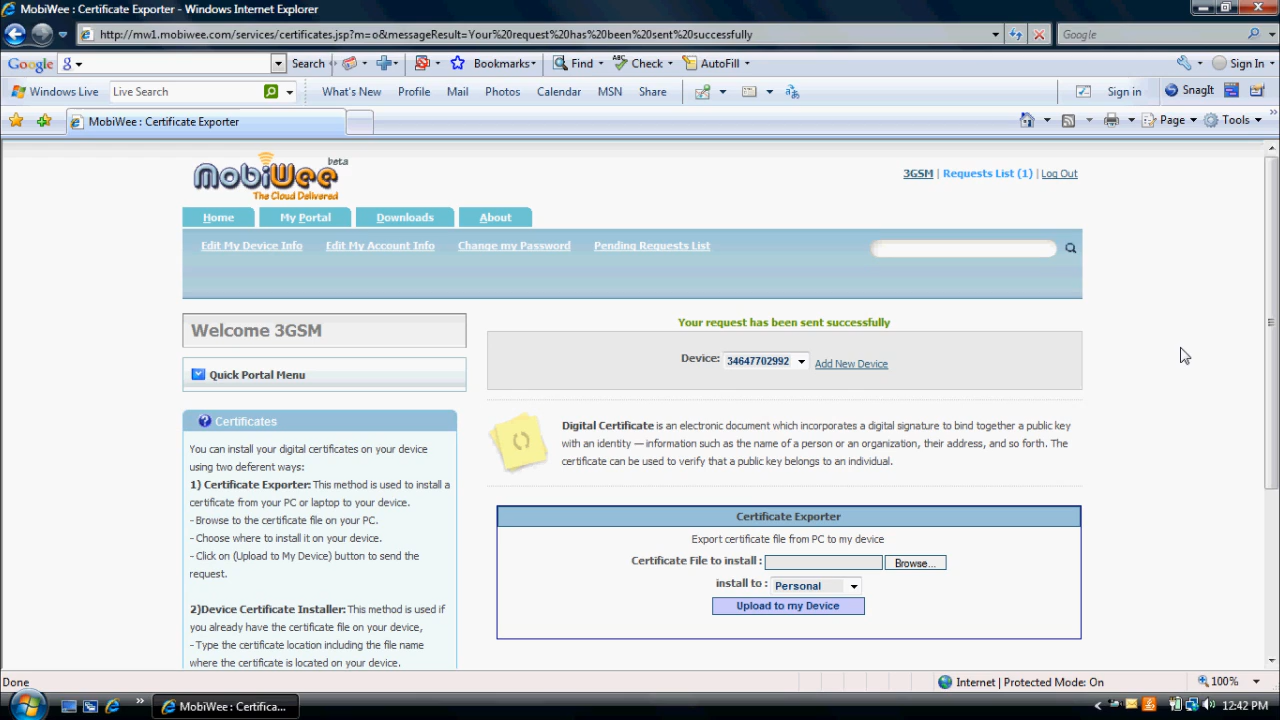 MobiWee : Certificate Exporter - Windows Internet Explorer
http://mw1.mobiwee.com/services/certificates.jsp?m=o&messageResult=Your%20request%20has%20been%20sent%20successfully
Google
Google Search Bookmarks Find Check AutoFill Sign In
Windows Live Live Search What's New Profile Mail Photos Calendar MSN Share Sign in SnagIt
MobiWee : Certificate Exporter Page Tools
MobiWee beta
The Cloud Delivered
3GSM | Requests List (1) | Log Out
Home My Portal Downloads About
Edit My Device Info Edit My Account Info Change my Password Pending Requests List
Welcome 3GSM
Quick Portal Menu
Certificates
You can install your digital certificates on your device
using two deferent ways:
1) Certificate Exporter: This method is used to install a
certificate from your PC or laptop to your device.
- Browse to the certificate file on your PC.
- Choose where to install it on your device.
- Click on (Upload to My Device) button to send the
request.
2)Device Certificate Installer: This method is used if
you already have the certificate file on your device,
- Type the certificate location including the file name
where the certificate is located on your device.
Your request has been sent successfully
Device: 34647702992 Add New Device
Digital Certificate is an electronic document which incorporates a digital signature to bind together a public key
with an identity — information such as the name of a person or an organization, their address, and so forth. The
certificate can be used to verify that a public key belongs to an individual.
Certificate Exporter
Export certificate file from PC to my device
Certificate File to install : Browse...
install to : Personal
Upload to my Device
Done Internet | Protected Mode: On 100%
MobiWee : Certifica... 12:42 PM